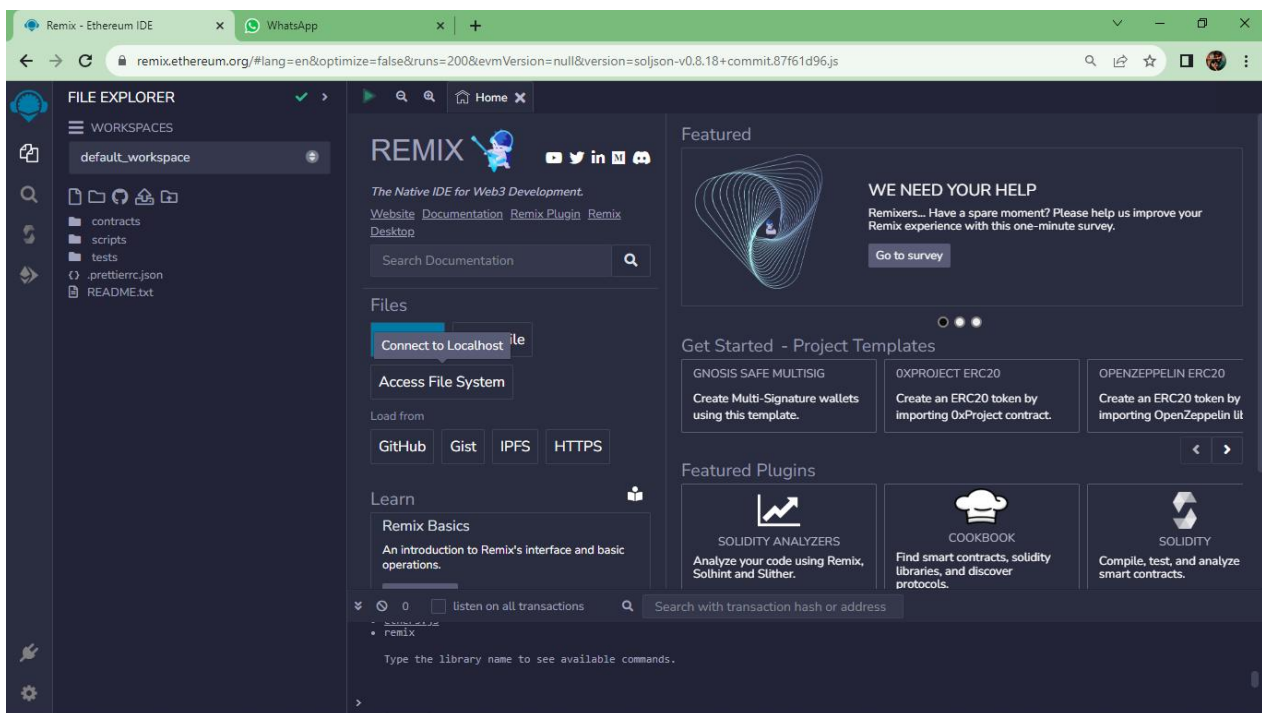 Remix - Ethereum IDE
WhatsApp
remix.ethereum.org/#lang=en&optimize=false&runs=200&evmVersion=null&version=soljson-v0.8.18+commit.87f61d96.js
FILE EXPLORER
WORKSPACES
default_workspace
contracts
scripts
tests
.prettierrc.json
README.txt
Home
REMIX
The Native IDE for Web3 Development.
Website Documentation Remix Plugin Remix
Desktop
Search Documentation
Files
Connect to Localhost
Access File System
Load from
GitHub Gist IPFS HTTPS
Learn
Remix Basics
An introduction to Remix's interface and basic
operations.
Featured
WE NEED YOUR HELP
Remixers... Have a spare moment? Please help us improve your
Remix experience with this one-minute
survey.
Go to survey
Get Started - Project Templates
GNOSIS SAFE MULTISIG
Create Multi-Signature wallets
using this template.
0XPROJECT ERC20
Create an ERC20 token by
importing 0xProject contract.
OPENZEPPELIN ERC20
Create an ERC20 token by
importing OpenZeppelin
Featured Plugins
SOLIDITY ANALYZERS
Analyze your code using Remix,
Solhint and Slither.
COOKBOOK
Find smart contracts, solidity
libraries, and discover
protocols.
SOLIDITY
Compile, test, and analyze
smart contracts.
0
listen on all transactions
Search with transaction hash or address
remix
Type the library name to see available commands.
>